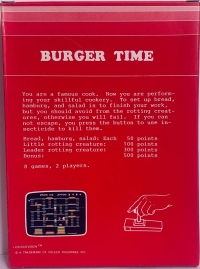 BURGER TIME
You are a famous cook. Now you are perform-
ing your skillful cookery. To set up bread,
hamburg, and salad is to finish your work,
but you should avoid from the rotting crea-
tures, otherwise you will fail. If you can
not escape, you press the button to use in-
secticide to kill them.
Bread, hamburg, salad: Each 50 points
Little rotting creature: 100 points
Leader rotting creature: 300 points
Bonus: 500 points
8 games, 2 players.